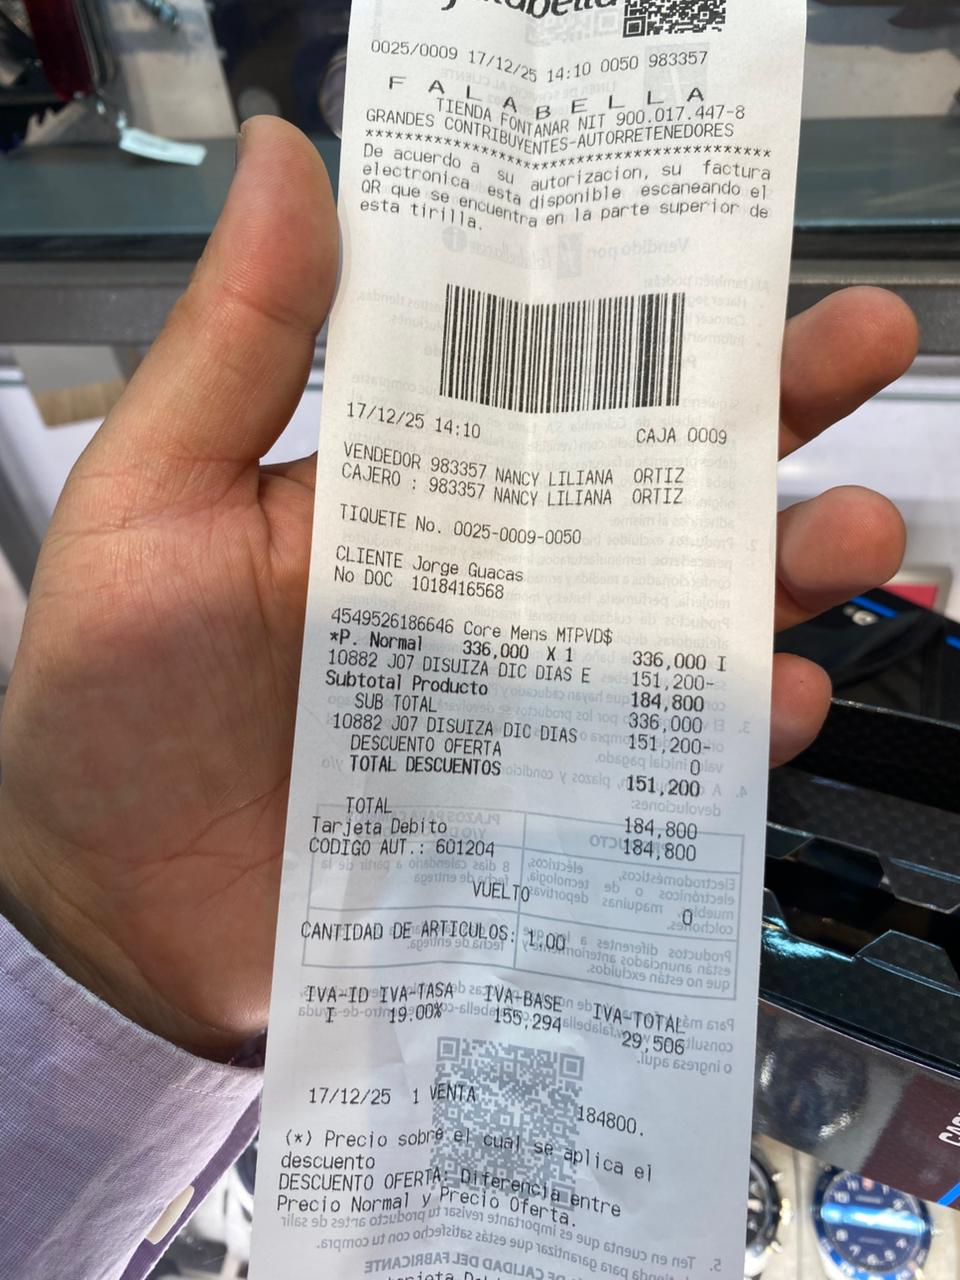 0025/0009 17/12/25 14:10 0050 983357
F A L A B E L L A
TIENDA FONTANAR NIT 900.017.447-8
GRANDES CONTRIBUYENTES-AUTORRETENEDORES
******************************************
De acuerdo a su autorizacion, su factura
electronica esta disponible escaneando el
QR que se encuentra en la parte superior de
esta tirilla.
17/12/25 14:10 CAJA 0009
VENDEDOR 983357 NANCY LILIANA ORTIZ
CAJERO : 983357 NANCY LILIANA ORTIZ
TIQUETE No. 0025-0009-0050
CLIENTE Jorge Guacas
No DOC 1018416568
4549526186646 Core Mens MTPVD$
*P. Normal 336,000 X 1 336,000 I
10882 J07 DISUIZA DIC DIAS E 151,200-
Subtotal Producto 184,800
SUB TOTAL 336,000
10882 J07 DISUIZA DIC DIAS 151,200-
DESCUENTO OFERTA 0
TOTAL DESCUENTOS 151,200
TOTAL 184,800
Tarjeta Debito 184,800
CODIGO AUT.: 601204
VUELTO 0
CANTIDAD DE ARTICULOS: 1.00
IVA-ID IVA-TASA IVA-BASE IVA-TOTAL
I 19.00% 155,294 29,506
17/12/25 1 VENTA 184800.
(*) Precio sobre el cual se aplica el
descuento
DESCUENTO OFERTA: Diferencia entre
Precio Normal y Precio Oferta.